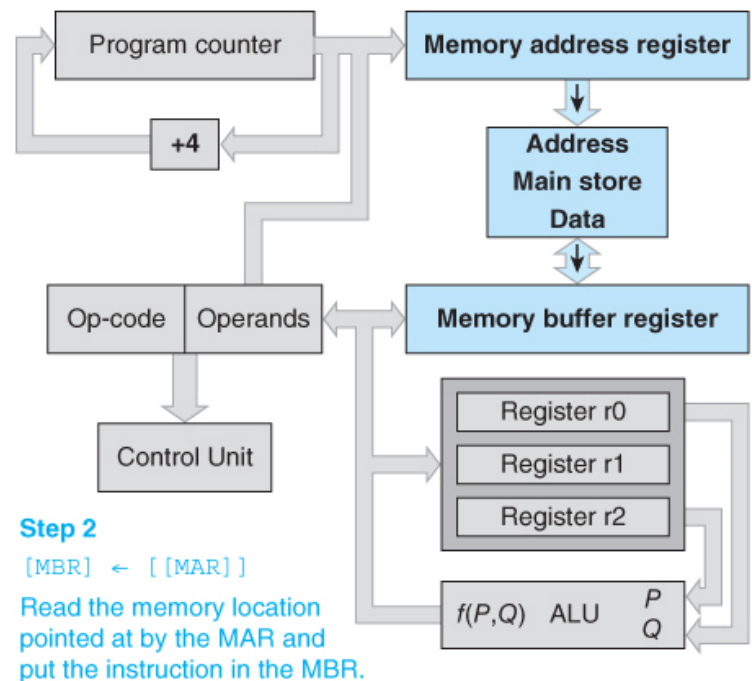 Program counter
Memory address register
+4
Address
Main store
Data
Op-code
Operands
Memory buffer register
Control Unit
Register r0
Register r1
Register r2
f(P,Q) ALU P
Q
Step 2
[MBR] ← [[MAR]]
Read the memory location
pointed at by the MAR and
put the instruction in the MBR.